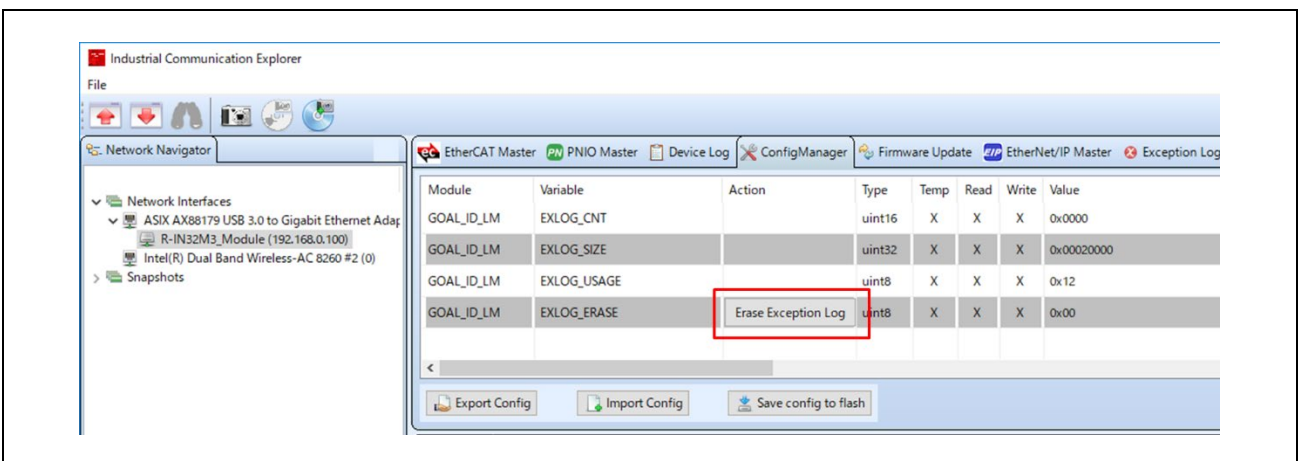 Industrial Communication Explorer
File
Network Navigator
EtherCAT Master PNIO Master Device Log ConfigManager Firmware Update EtherNet/IP Master Exception Log
Network Interfaces
ASIX AX88179 USB 3.0 to Gigabit Ethernet Adap
R-IN32M3_Module (192.168.0.100)
Intel(R) Dual Band Wireless-AC 8260 #2 (0)
Snapshots
Module Variable Action Type Temp Read Write Value
GOAL_ID_LM EXLOG_CNT uint16 X X X 0x0000
GOAL_ID_LM EXLOG_SIZE uint32 X X X 0x00020000
GOAL_ID_LM EXLOG_USAGE uint8 X X X 0x12
GOAL_ID_LM EXLOG_ERASE Erase Exception Log uint8 X X X 0x00
Export Config Import Config Save config to flash